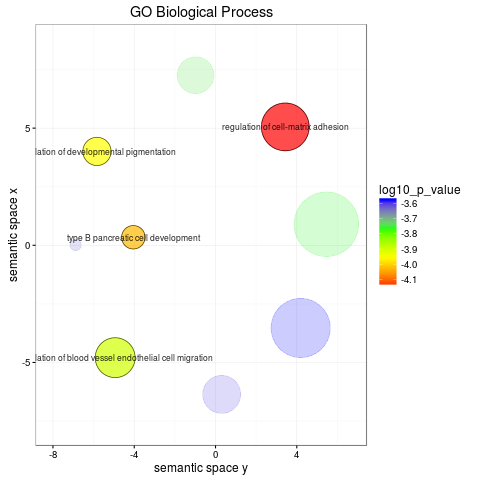 GO Biological Process
regulation of cell-matrix adhesion
lation of developmental pigmentation
type B pancreatic cell development
lation of blood vessel endothelial cell migration
5
0
-5
-8
-4
0
4
semantic space x
semantic space y
log10_p_value
-3.6
-3.7
-3.8
-3.9
-4.0
-4.1